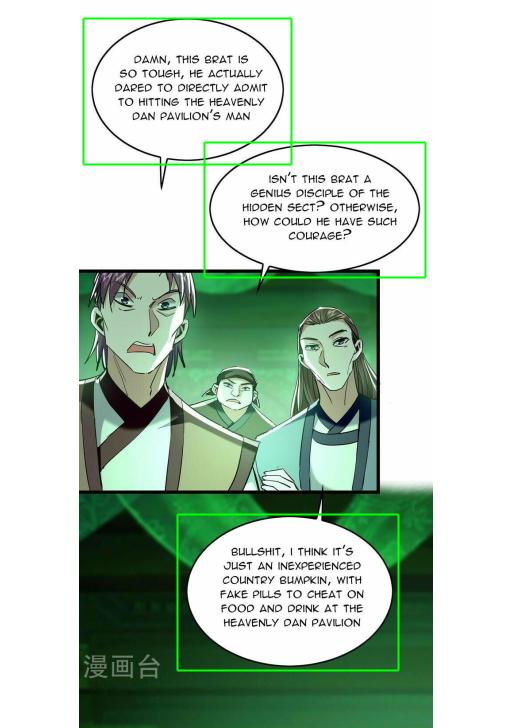 DAMN, THIS BRAT IS
SO TOUGH, HE ACTUALLY
DARED TO DIRECTLY ADMIT
TO HITTING THE HEAVENLY
DAN PAVILION'S MAN
ISN'T THIS BRAT A
GENIUS DISCIPLE OF THE
HIDDEN SECT? OTHERWISE,
HOW COULD HE HAVE SUCH
COURAGE?
BULLSHIT, I THINK IT'S
JUST AN INEXPERIENCED
COUNTRY BUMPKIN, WITH
FAKE PILLS TO CHEAT ON
FOOD AND DRINK AT THE
HEAVENLY DAN PAVILION
漫画台